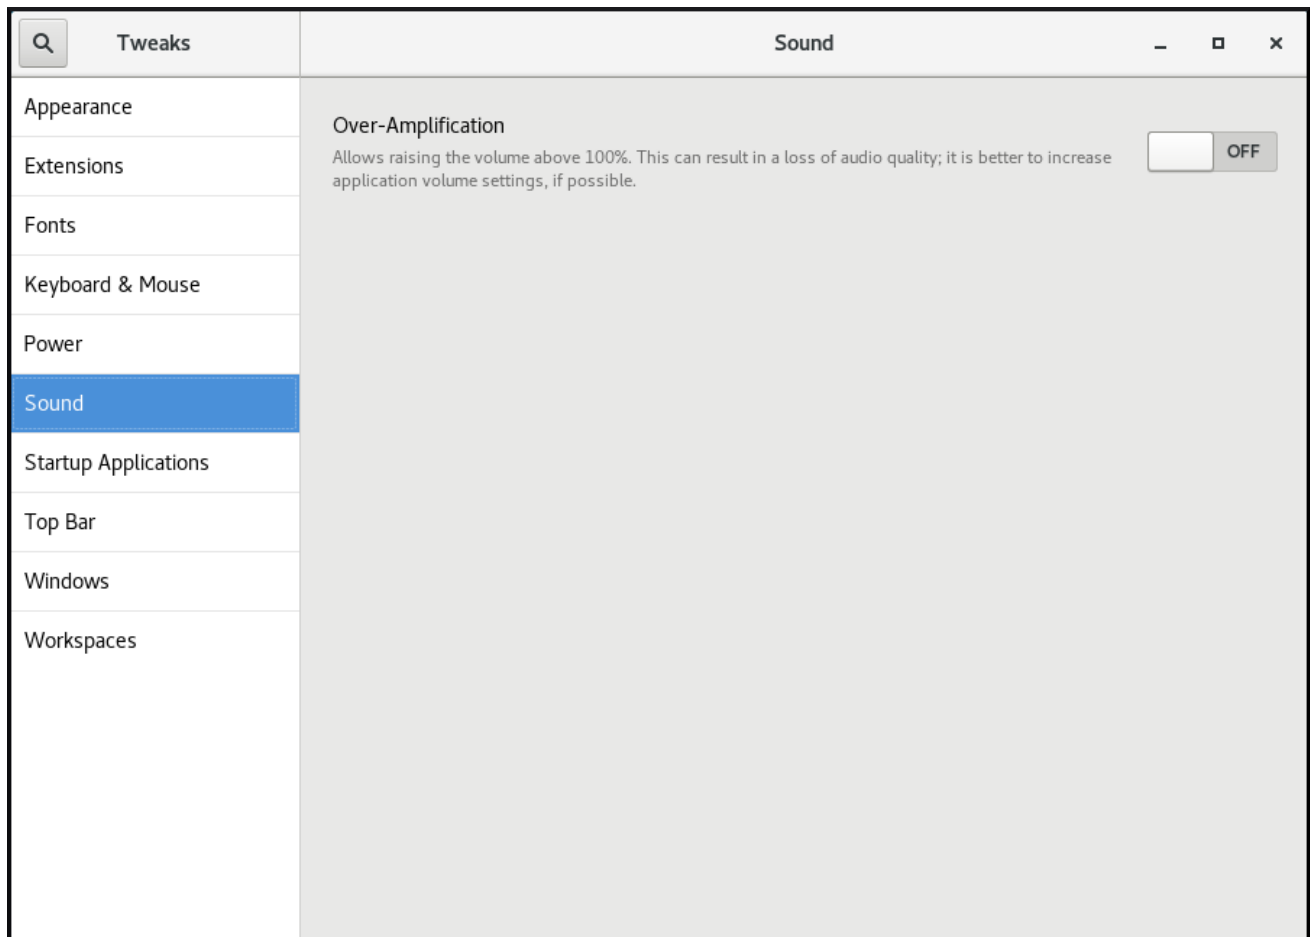 Tweaks
Sound
Appearance
Extensions
Fonts
Keyboard & Mouse
Power
Sound
Startup Applications
Top Bar
Windows
Workspaces
Over-Amplification
Allows raising the volume above 100%. This can result in a loss of audio quality; it is better to increase
application volume settings, if possible.
OFF